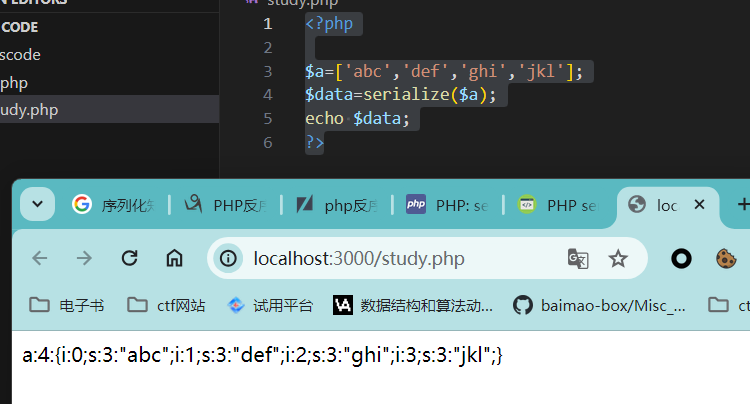 N EDITORS
CODE
scode
php
udy.php
study.php
1 <?php
2
3 $a=['abc','def','ghi','jkl'];
4 $data=serialize($a);
5 echo $data;
6 ?>
序列化 PHP反 php反 PHP: se PHP se loc
localhost:3000/study.php
电子书 ctf网站 试用平台 数据结构和算法动... baimao-box/Misc_... ct
a:4:{i:0;s:3:"abc";i:1;s:3:"def";i:2;s:3:"ghi";i:3;s:3:"jkl";}